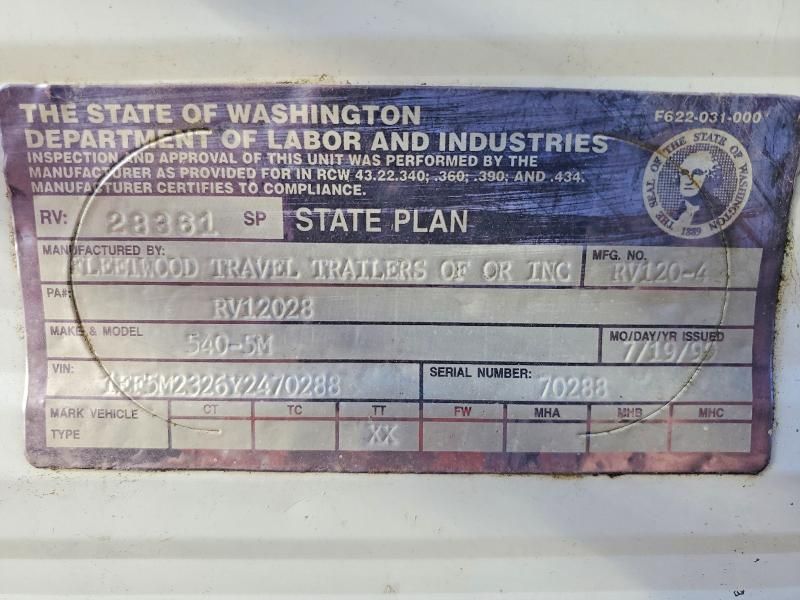 THE STATE OF WASHINGTON
DEPARTMENT OF LABOR AND INDUSTRIES
F622-031-000
INSPECTION AND APPROVAL OF THIS UNIT WAS PERFORMED BY THE
MANUFACTURER AS PROVIDED FOR IN RCW 43.22.340; .360; .390; AND .434.
MANUFACTURER CERTIFIES TO COMPLIANCE.
THE SEAL OF THE STATE OF WASHINGTON
1889
RV: SP STATE PLAN
MANUFACTURED BY: MFG. NO.
FLEETWOOD TRAVEL TRAILERS OF OR INC RV120-4
PA#:
RV12028
MAKE & MODEL MO/DAY/YR ISSUED
540-5M
VIN: SERIAL NUMBER:
1EF5M2326Y2470288 70288
MARK VEHICLE TYPE
CT TC TT FW MHA MHB MHC
XX